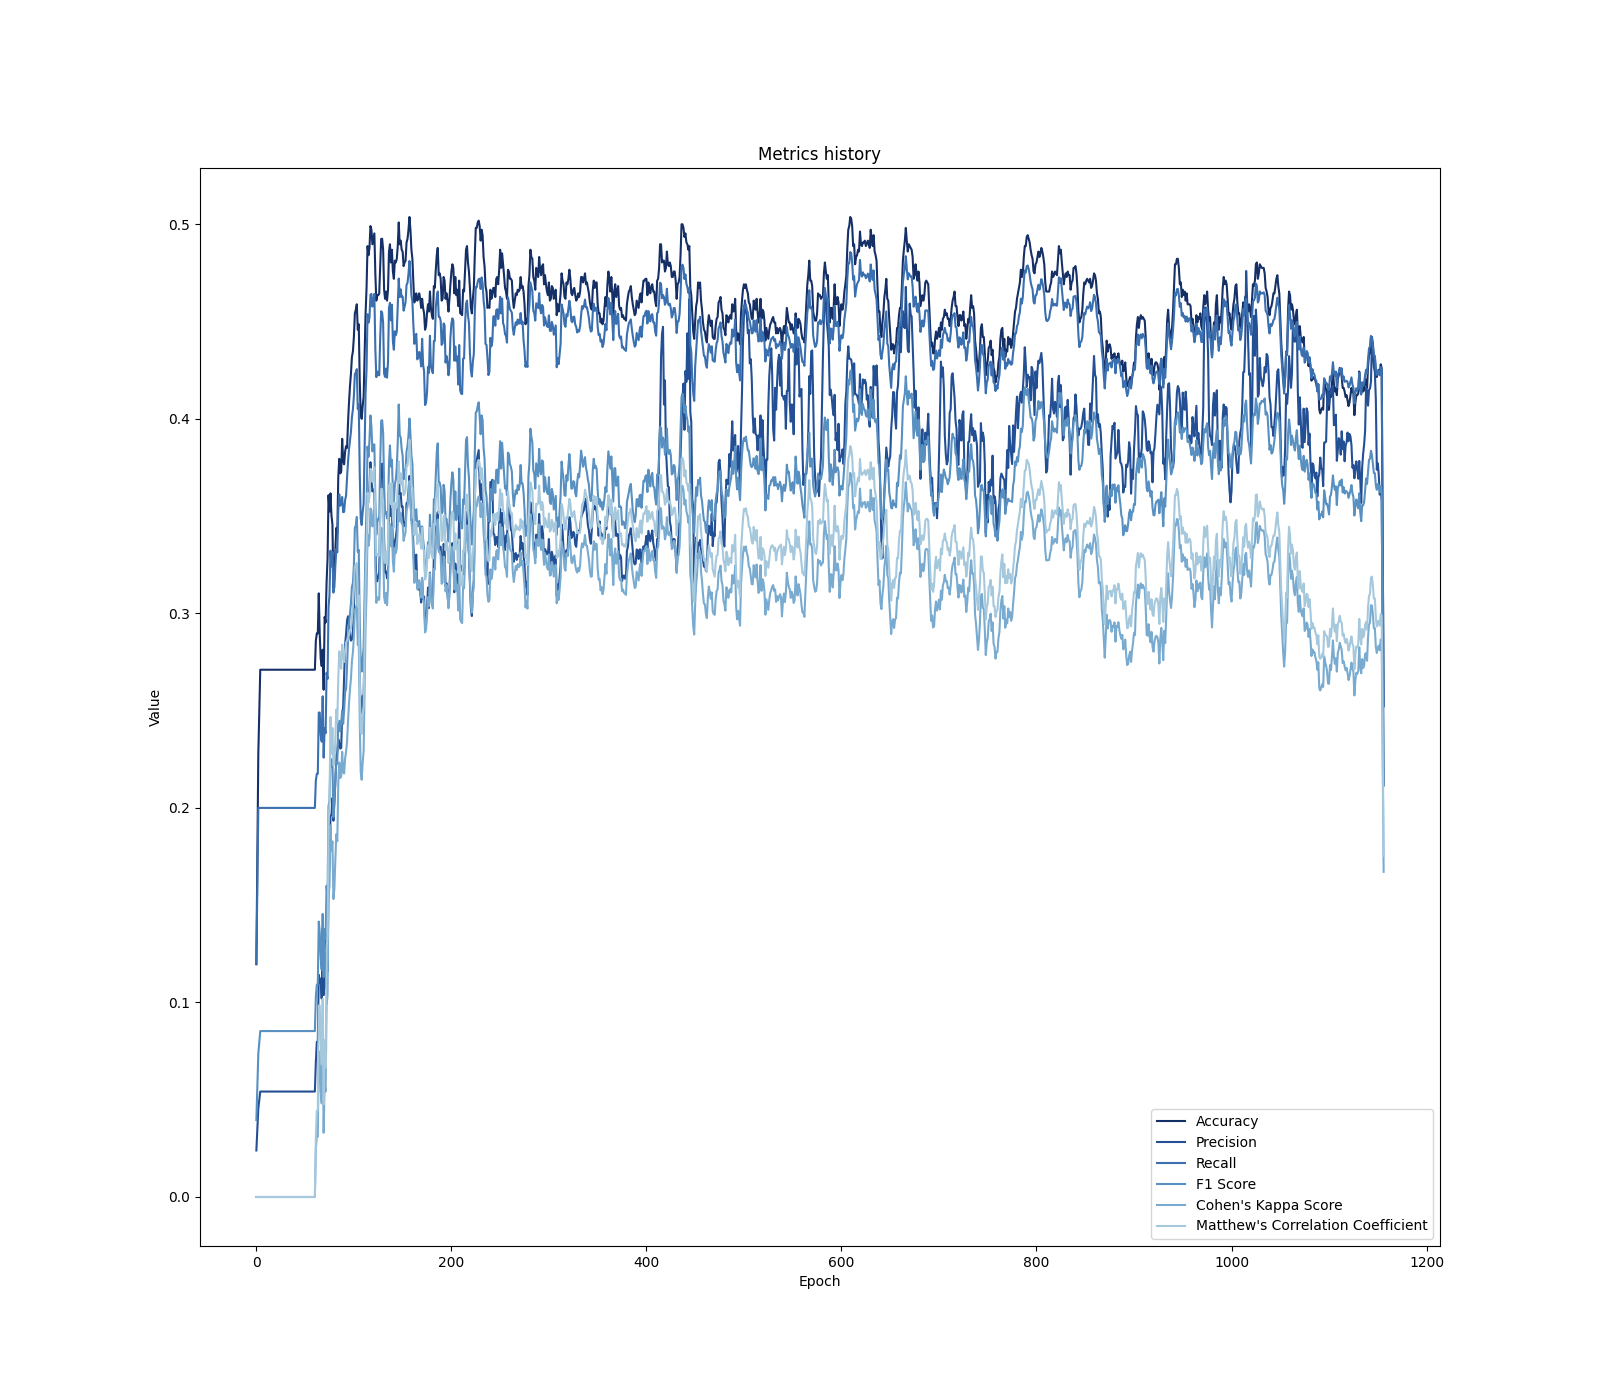 Metrics history
0.5
0.4
0.3
0.2
0.1
0.0
Value
0 200 400 600 800 1000 1200
Epoch
Accuracy
Precision
Recall
F1 Score
Cohen's Kappa Score
Matthew's Correlation Coefficient